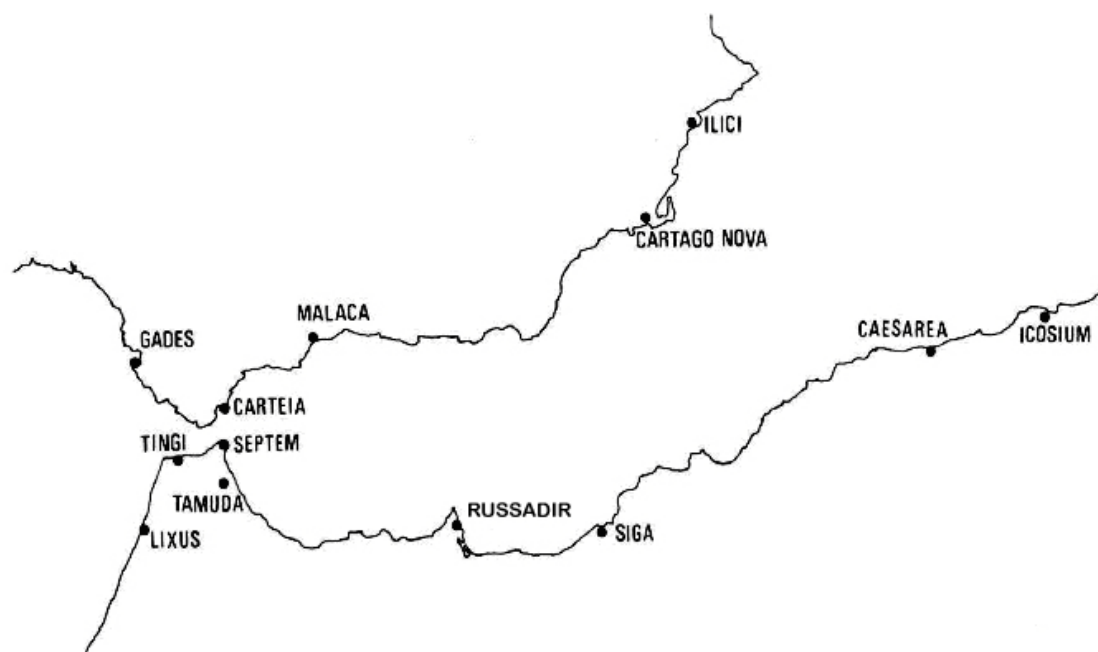 ILICI
CARTAGO NOVA
MALACA
ICOSIUM
CAESAREA
GADES
CARTEIA
TINGI
SEPTEM
TAMUDA
RUSSADIR
LIXUS
SIGA